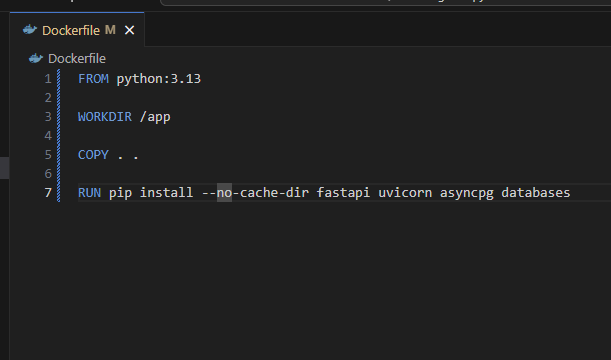 Dockerfile M
Dockerfile
1 FROM python:3.13
2
3 WORKDIR /app
4
5 COPY . .
6
7 RUN pip install --no-cache-dir fastapi uvicorn asyncpg databases